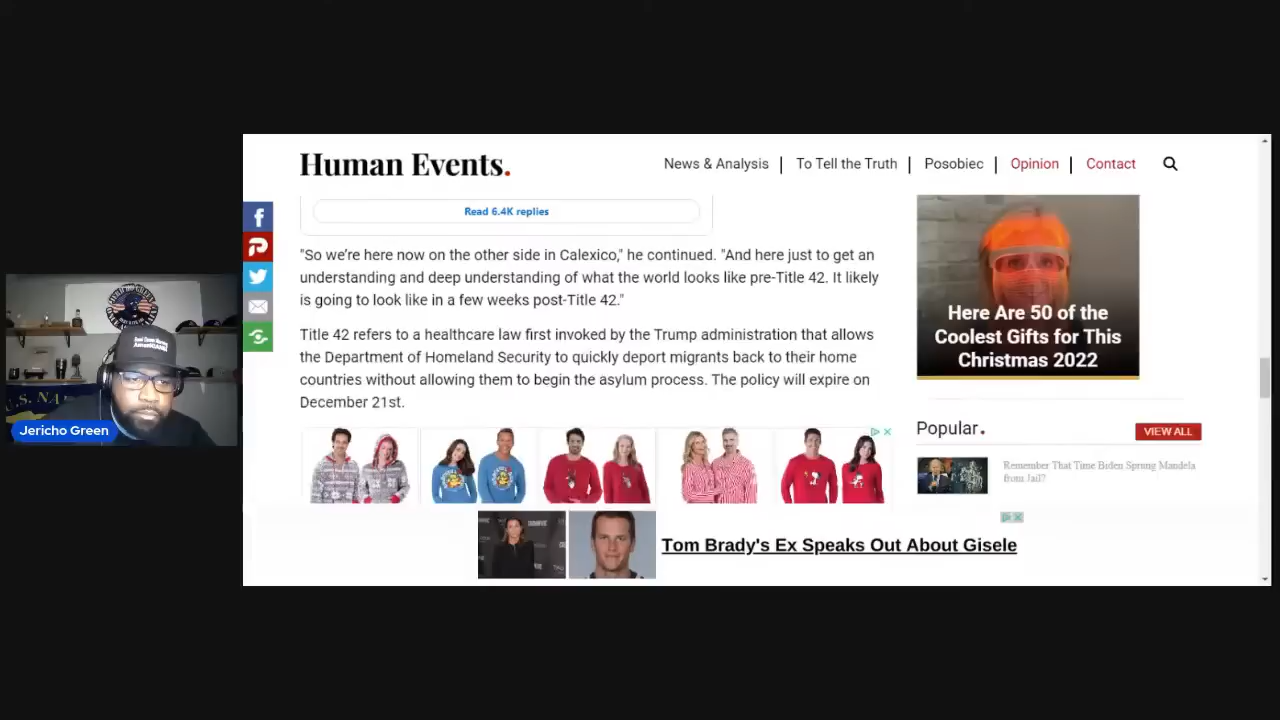 Human Events.
News & Analysis | To Tell the Truth | Posobiec | Opinion | Contact
Read 6.4K replies
"So we’re here now on the other side in Calexico," he continued. "And here just to get an
understanding and deep understanding of what the world looks like pre-Title 42. It likely
is going to look like in a few weeks post-Title 42."
Title 42 refers to a healthcare law first invoked by the Trump administration that allows
the Department of Homeland Security to quickly deport migrants back to their home
countries without allowing them to begin the asylum process. The policy will expire on
December 21st.
Here Are 50 of the
Coolest Gifts for This
Christmas 2022
Popular.
VIEW ALL
Remember That Time Biden Sprung Mandela
from Jail?
Tom Brady's Ex Speaks Out About Gisele
Jericho Green